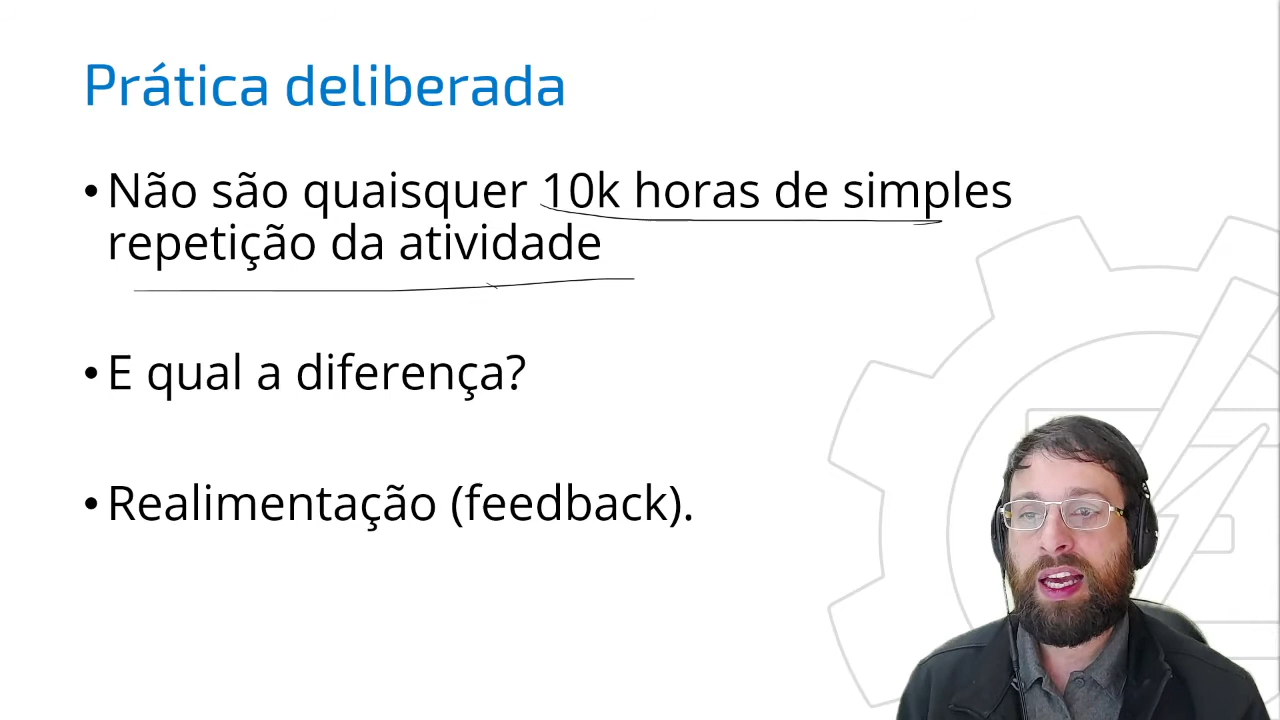 Prática deliberada
• Não são quaisquer 10k horas de simples
repetição da atividade
• E qual a diferença?
• Realimentação (feedback).